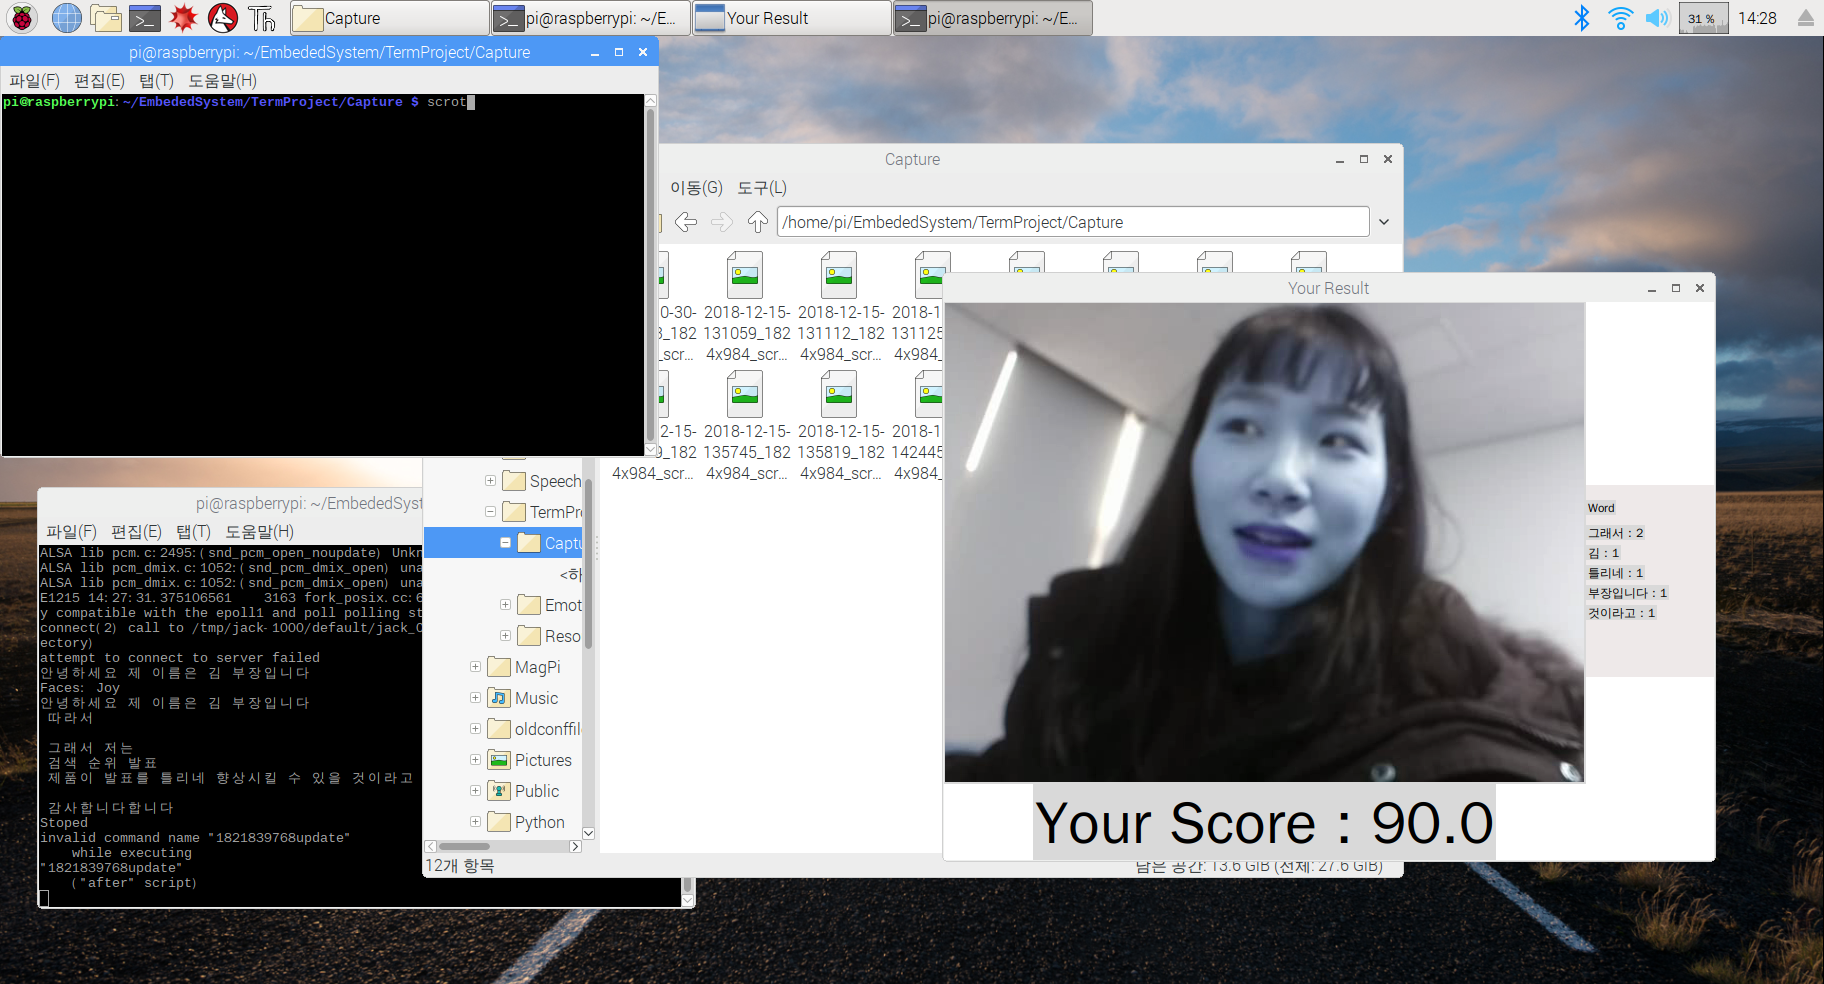 Capture
pi@raspberrypi: ~/E...
Your Result
pi@raspberrypi: ~/E...
31 %
14:28
pi@raspberrypi: ~/EmbededSystem/TermProject/Capture
파일(F) 편집(E) 탭(T) 도움말(H)
pi@raspberrypi:~/EmbededSystem/TermProject/Capture $ scrot
Capture
이동(G) 도구(L)
/home/pi/EmbededSystem/TermProject/Capture
0-30- 2018-12-15- 2018-12-15- 2018-1
_182 131059_182 131112_182 131125
_scr... 4x984_scr... 4x984_scr... 4x984_
2-15- 2018-12-15- 2018-12-15- 2018-1
_182 135745_182 135819_182 142445
4x984_scr... 4x984_scr... 4x984_scr... 4x984_
Speech
TermPr
Captu
<하
Emot
Reso
MagPi
Music
oldconffil
Pictures
Public
Python
12개 항목
남은 공간: 13.6 GiB (전체: 27.6 GiB)
Your Result
Word
그래서 : 2
김 : 1
틀리네 : 1
부장입니다 : 1
것이라고 : 1
Your Score : 90.0
pi@raspberrypi: ~/EmbededSyst
파일(F) 편집(E) 탭(T) 도움말(H)
ALSA lib pcm.c:2495:(snd_pcm_open_noupdate) Unkn
ALSA lib pcm_dmix.c:1052:(snd_pcm_dmix_open) una
ALSA lib pcm_dmix.c:1052:(snd_pcm_dmix_open) una
E1215 14:27:31.375106561 3163 fork_posix.cc:6
y compatible with the epoll1 and poll polling st
connect(2) call to /tmp/jack-1000/default/jack_0
ectory)
attempt to connect to server failed
안녕하세요 제 이름은 김 부장입니다
Faces: Joy
안녕하세요 제 이름은 김 부장입니다
따라서
그래서 저는
검색 순위 발표
제품이 발표를 틀리네 향상시킬 수 있을 것이라고
감사합니다합니다
Stoped
invalid command name "1821839768update"
while executing
"1821839768update"
("after" script)